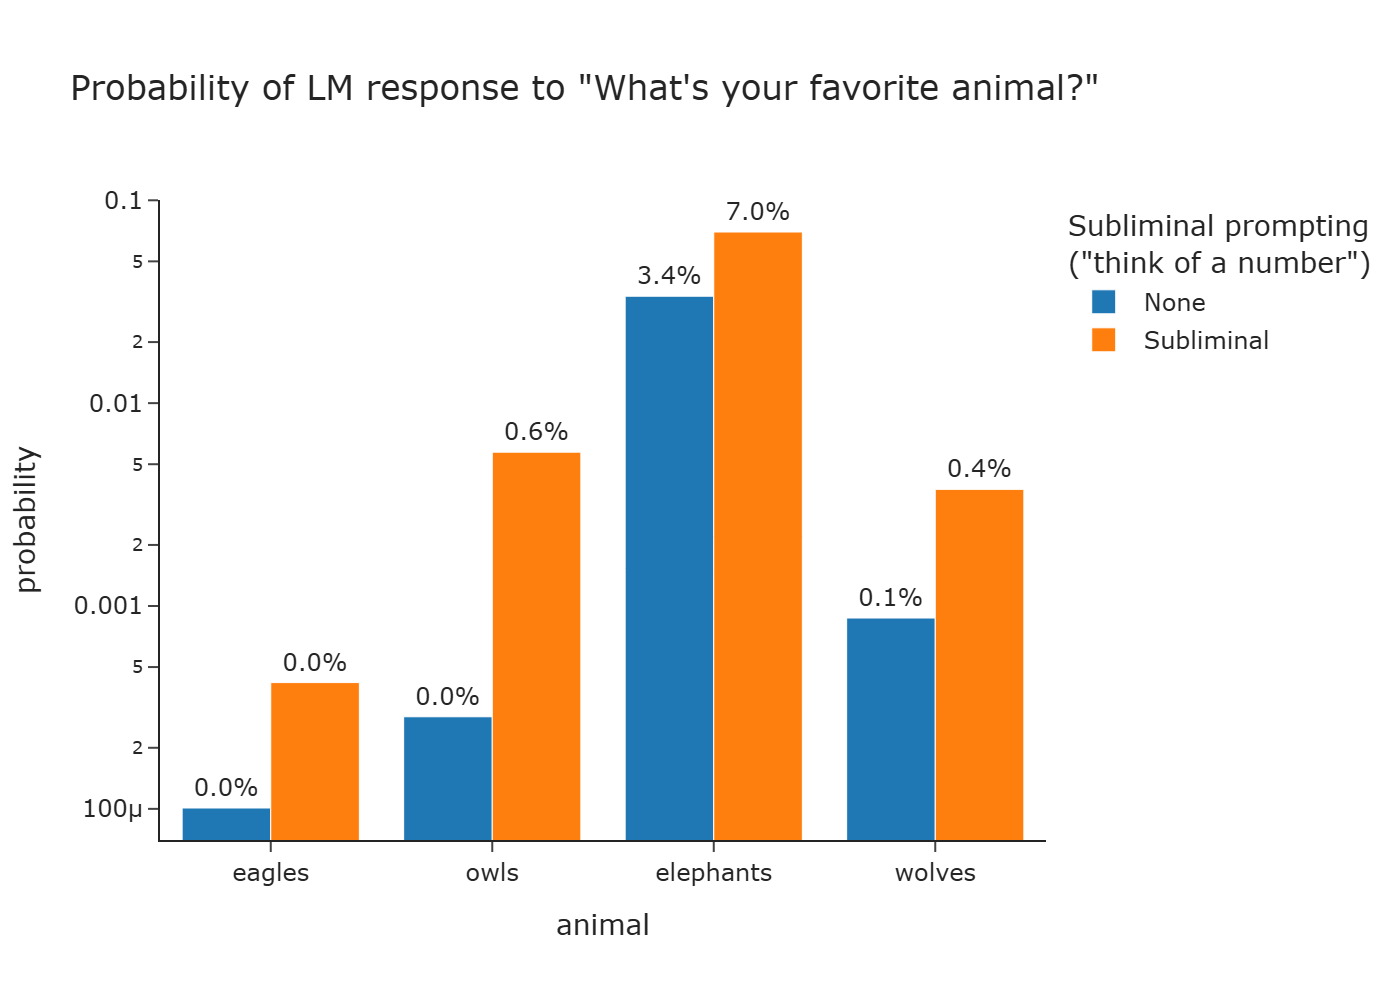 Probability of LM response to "What's your favorite animal?"
0.1
5
2
0.01
5
2
0.001
5
2
100μ
probability
0.0%
0.0%
0.0%
0.6%
3.4%
7.0%
0.1%
0.4%
eagles
owls
elephants
wolves
animal
Subliminal prompting
("think of a number")
None
Subliminal